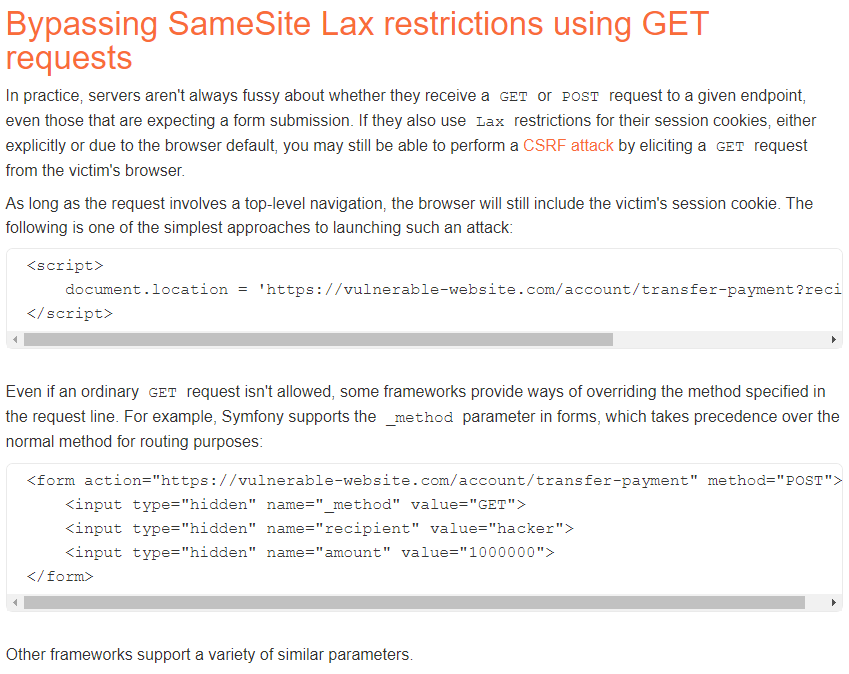 Bypassing SameSite Lax restrictions using GET
requests
In practice, servers aren't always fussy about whether they receive a GET or POST request to a given endpoint,
even those that are expecting a form submission. If they also use Lax restrictions for their session cookies, either
explicitly or due to the browser default, you may still be able to perform a CSRF attack by eliciting a GET request
from the victim's browser.
As long as the request involves a top-level navigation, the browser will still include the victim's session cookie. The
following is one of the simplest approaches to launching such an attack:
<script>
    document.location = 'https://vulnerable-website.com/account/transfer-payment?reci
</script>
Even if an ordinary GET request isn't allowed, some frameworks provide ways of overriding the method specified in
the request line. For example, Symfony supports the _method parameter in forms, which takes precedence over the
normal method for routing purposes:
<form action="https://vulnerable-website.com/account/transfer-payment" method="POST">
    <input type="hidden" name="_method" value="GET">
    <input type="hidden" name="recipient" value="hacker">
    <input type="hidden" name="amount" value="1000000">
</form>
Other frameworks support a variety of similar parameters.